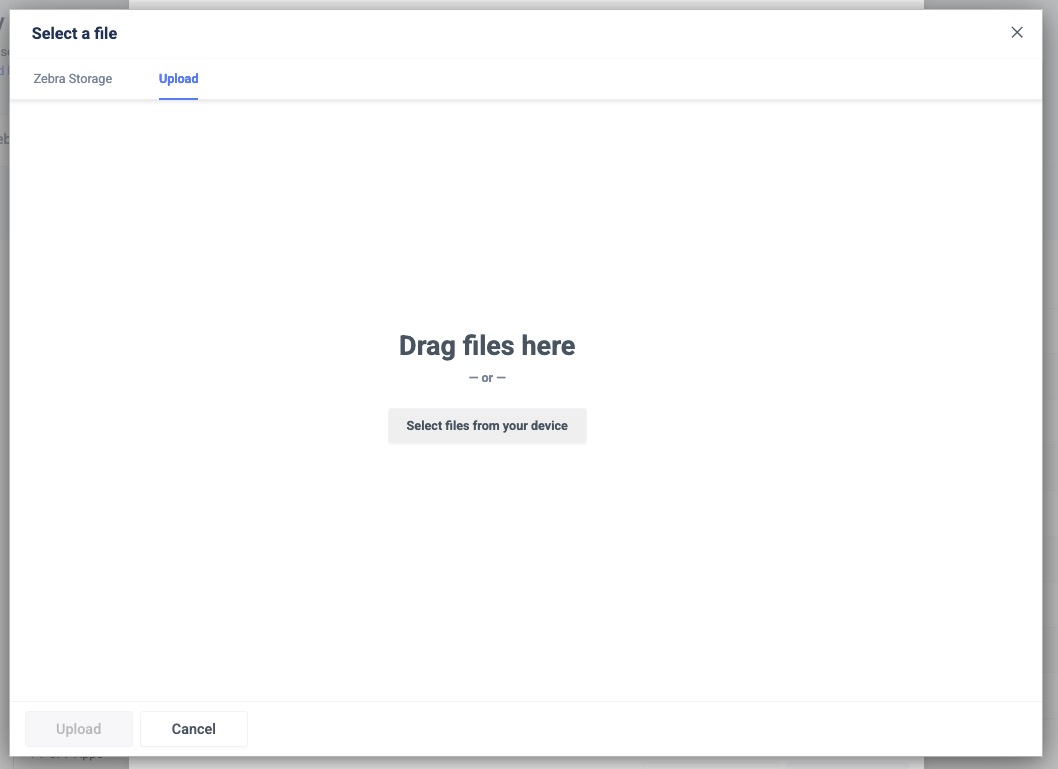 Select a file
Zebra Storage
Upload
Drag files here
— or —
Select files from your device
Upload
Cancel